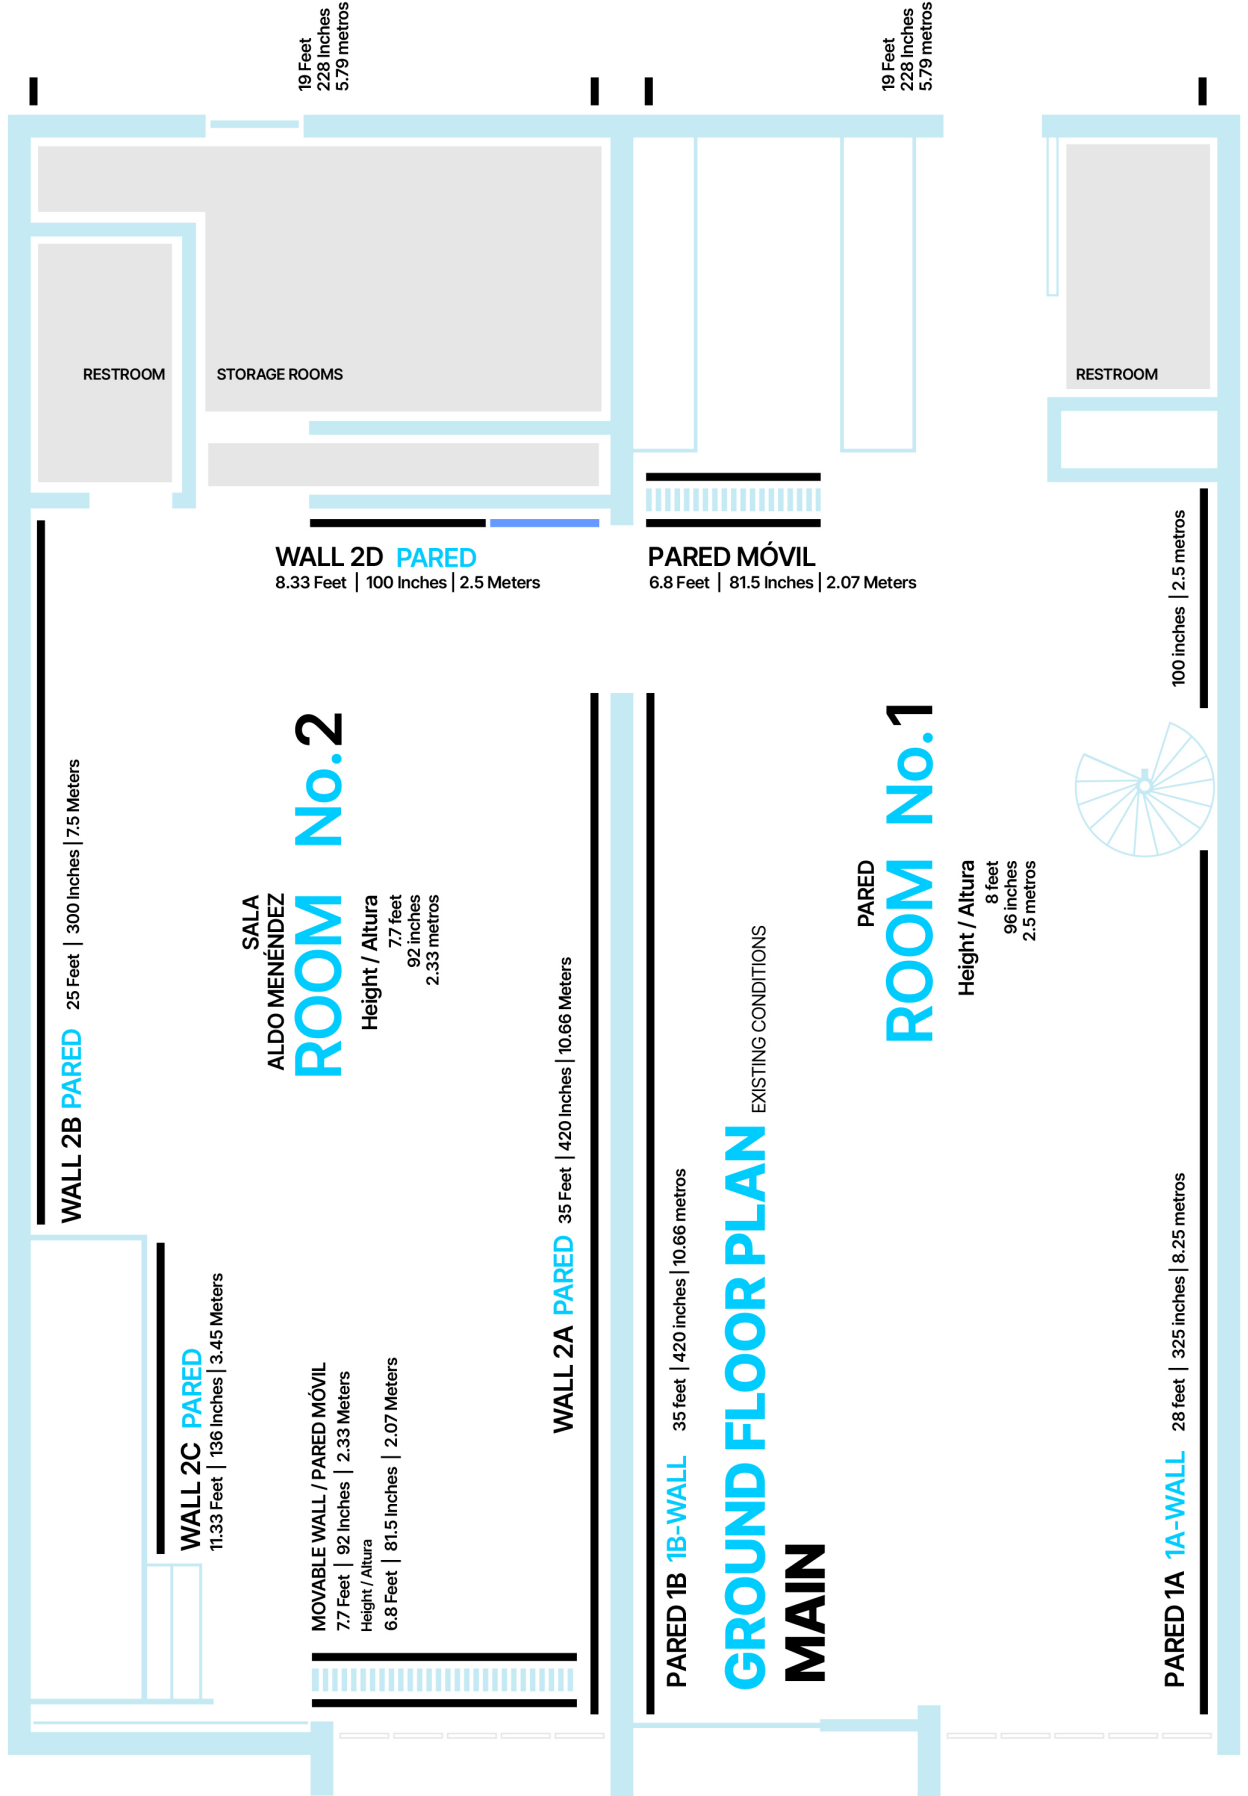 19 Feet
228 Inches
5.79 metros
19 Feet
228 Inches
5.79 metros
RESTROOM
STORAGE ROOMS
RESTROOM
WALL 2D PARED
8.33 Feet | 100 Inches | 2.5 Meters
PARED MÓVIL
6.8 Feet | 81.5 Inches | 2.07 Meters
100 inches | 2.5 metros
WALL 2B PARED 25 Feet | 300 Inches | 7.5 Meters
SALA
ALDO MENÉNDEZ
ROOM No.2
Height / Altura
7.7 feet
92 inches
2.33 metros
PARED
ROOM No.1
Height / Altura
8 feet
96 inches
2.5 metros
WALL 2C PARED
11.33 Feet | 136 Inches | 3.45 Meters
MOVABLE WALL / PARED MÓVIL
7.7 Feet | 92 Inches | 2.33 Meters
Height / Altura
6.8 Feet | 81.5 Inches | 2.07 Meters
WALL 2A PARED 35 Feet | 420 Inches | 10.66 Meters
PARED 1B 1B-WALL 35 feet | 420 inches | 10.66 metros
GROUND FLOOR PLAN EXISTING CONDITIONS
MAIN
PARED 1A 1A-WALL 28 feet | 325 inches | 8.25 metros